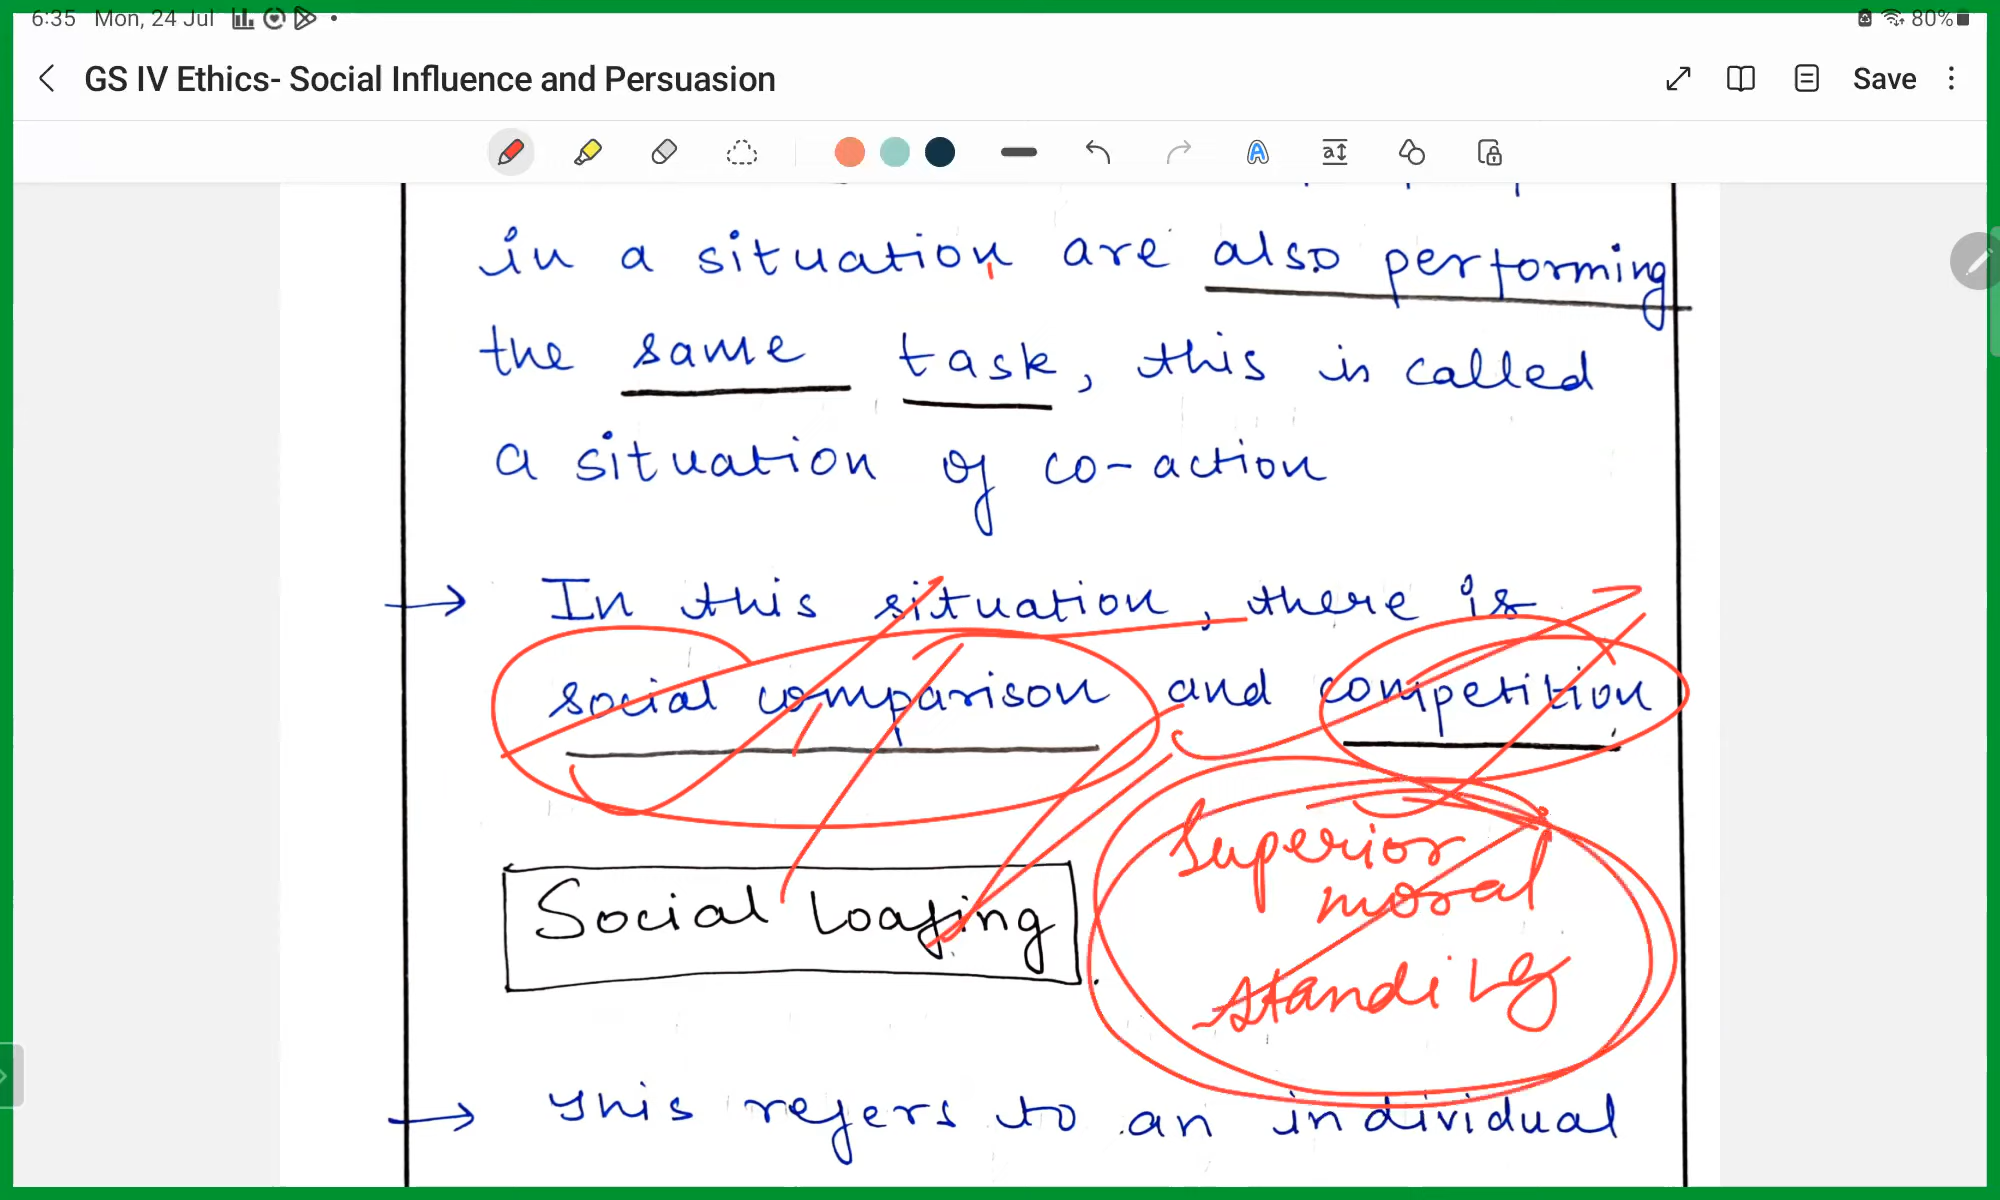 6:35 Mon, 24 Jul 80%
GS IV Ethics- Social Influence and Persuasion Save
in a situation are also performing
the same task, this is called
a situation of co-action
→ In this situation, there is
social comparison and competition
Superior
moral
Social Loafing
standing
→ This refers to an individual